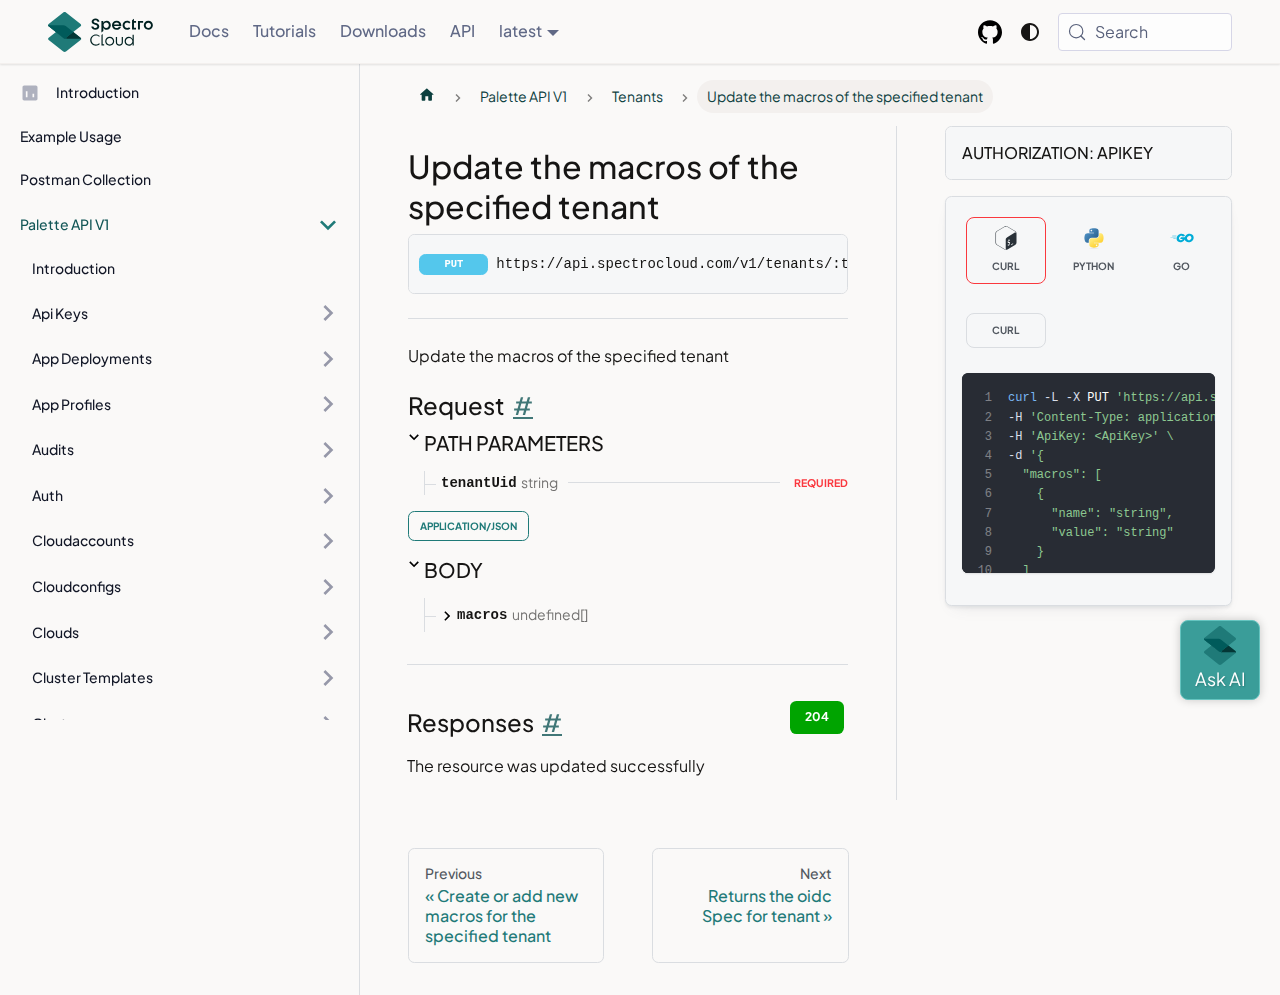 Spectro Cloud
Docs
Tutorials
Downloads
API
latest
Search
Introduction
Example Usage
Postman Collection
Palette API V1
Introduction
Api Keys
App Deployments
App Profiles
Audits
Auth
Cloudaccounts
Cloudconfigs
Clouds
Cluster Templates
Palette API V1
Tenants
Update the macros of the specified tenant
Update the macros of the
specified tenant
PUT https://api.spectrocloud.com/v1/tenants/:t
Update the macros of the specified tenant
Request #
PATH PARAMETERS
tenantUid string REQUIRED
APPLICATION/JSON
BODY
macros undefined[]
Responses #
204
The resource was updated successfully
Previous
« Create or add new
macros for the
specified tenant
Next
Returns the oidc
Spec for tenant »
AUTHORIZATION: APIKEY
CURL
PYTHON
GO
CURL
1 curl -L -X PUT 'https://api.s
2 -H 'Content-Type: application
3 -H 'ApiKey: <ApiKey>' \
4 -d '{
5 "macros": [
6 {
7 "name": "string",
8 "value": "string"
9 }
10 ]
Ask AI